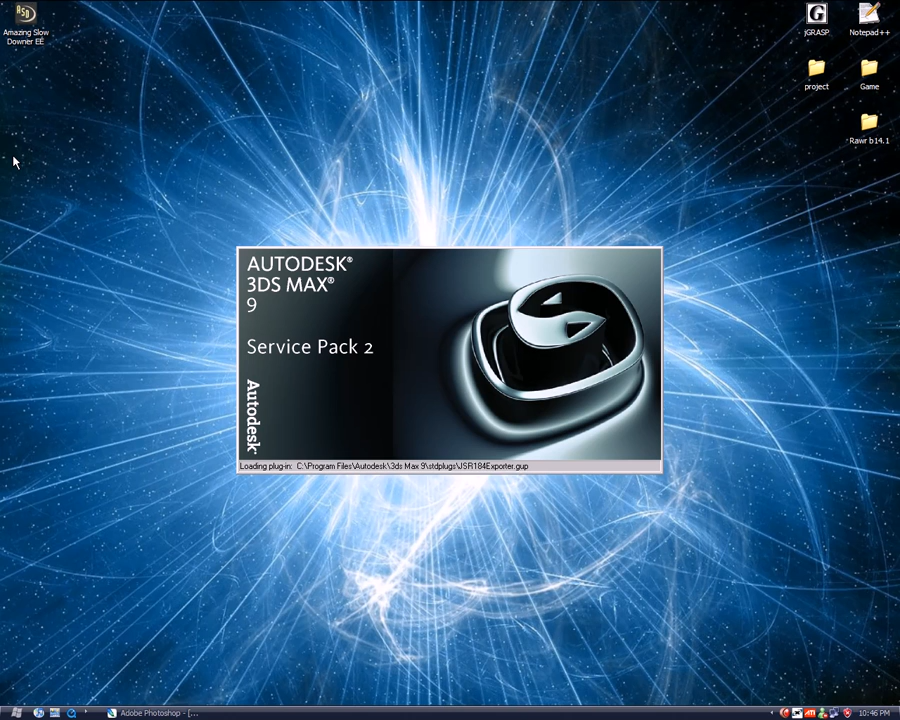 Amazing Slow
Downer EE
jGRASP
Notepad++
project
Game
Rawr b14.1
AUTODESK®
3DS MAX®
9
Service Pack 2
Autodesk
Loading plug-in: C:\Program Files\Autodesk\3ds Max 9\stdplugs\JSR184Exporter.gup
Adobe Photoshop - [...
10:46 PM